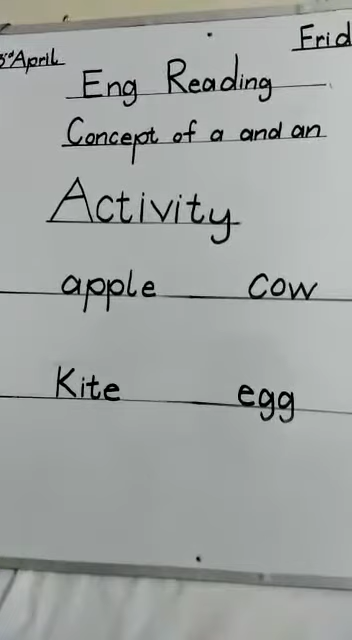 April
Frid
Eng Reading
Concept of a and an
Activity
apple cow
Kite egg